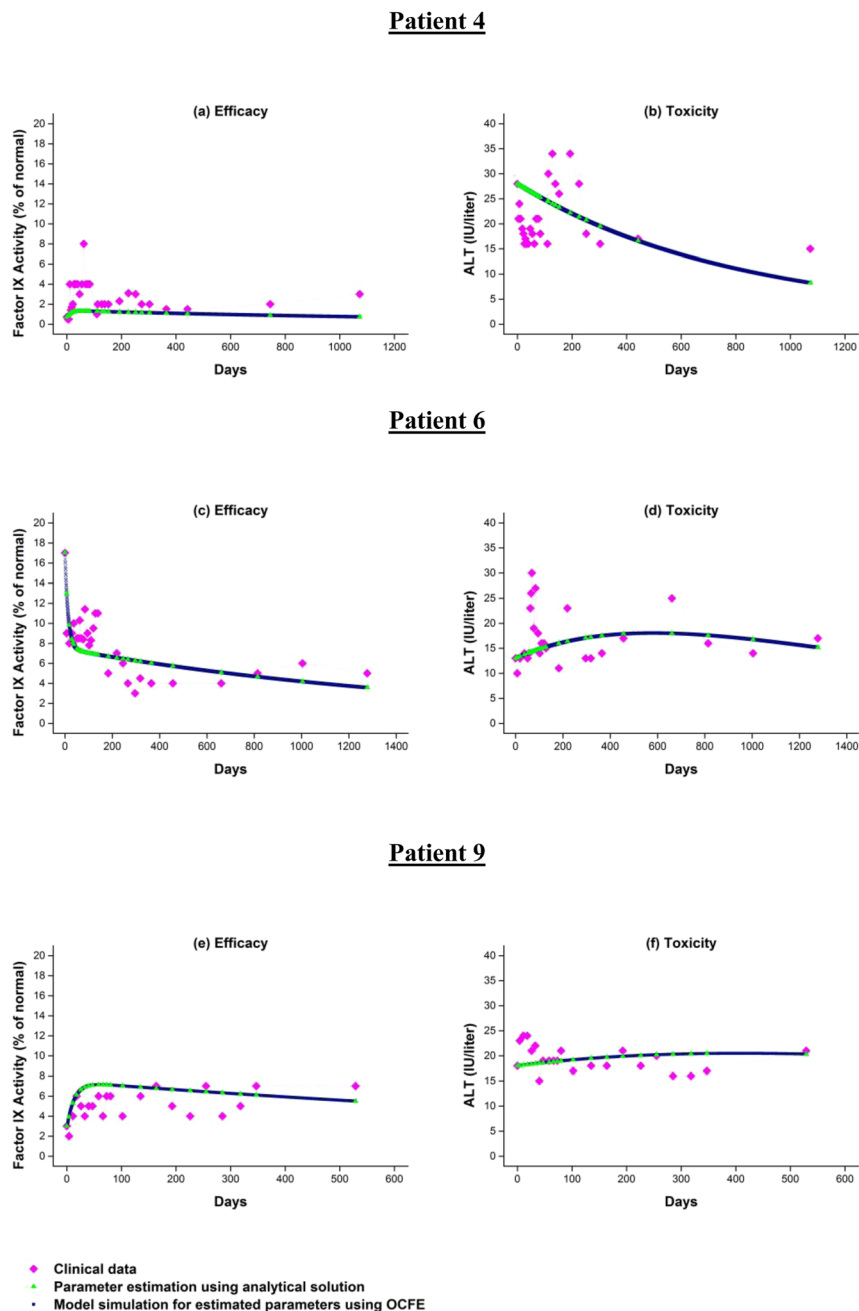 Patient 4
(a) Efficacy
(b) Toxicity
Factor IX Activity (% of normal)
20
18
16
14
12
10
8
6
4
2
0
0 200 400 600 800 1000 1200
Days
ALT (IU/liter)
40
35
30
25
20
15
10
5
0
0 200 400 600 800 1000 1200
Days
Patient 6
(c) Efficacy
(d) Toxicity
Factor IX Activity (% of normal)
20
18
16
14
12
10
8
6
4
2
0
0 200 400 600 800 1000 1200 1400
Days
ALT (IU/liter)
40
35
30
25
20
15
10
5
0
0 200 400 600 800 1000 1200 1400
Days
Patient 9
(e) Efficacy
(f) Toxicity
Factor IX Activity (% of normal)
20
18
16
14
12
10
8
6
4
2
0
0 100 200 300 400 500 600
Days
ALT (IU/liter)
40
35
30
25
20
15
10
5
0
0 100 200 300 400 500 600
Days
Clinical data
Parameter estimation using analytical solution
Model simulation for estimated parameters using OCFE